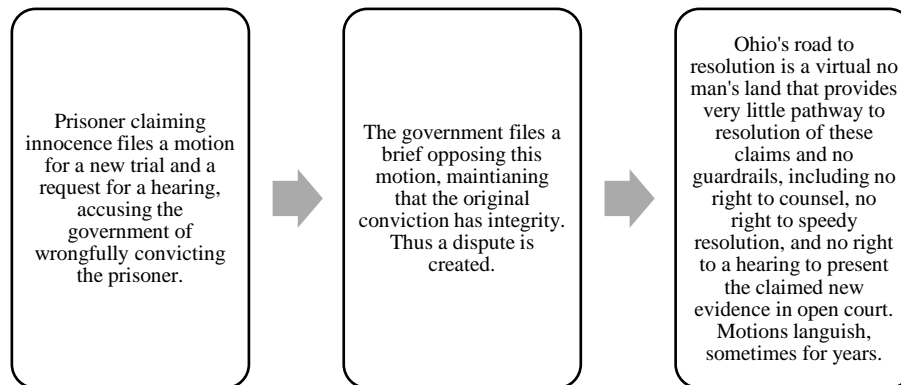 Prisoner claiming
innocence files a motion
for a new trial and a
request for a hearing,
accusing the
government of
wrongfully convicting
the prisoner.
The government files a
brief opposing this
motion, maintianing
that the original
conviction has integrity.
Thus a dispute is
created.
Ohio's road to
resolution is a virtual no
man's land that provides
very little pathway to
resolution of these
claims and no
guardrails, including no
right to counsel, no
right to speedy
resolution, and no right
to a hearing to present
the claimed new
evidence in open court.
Motions languish,
sometimes for years.